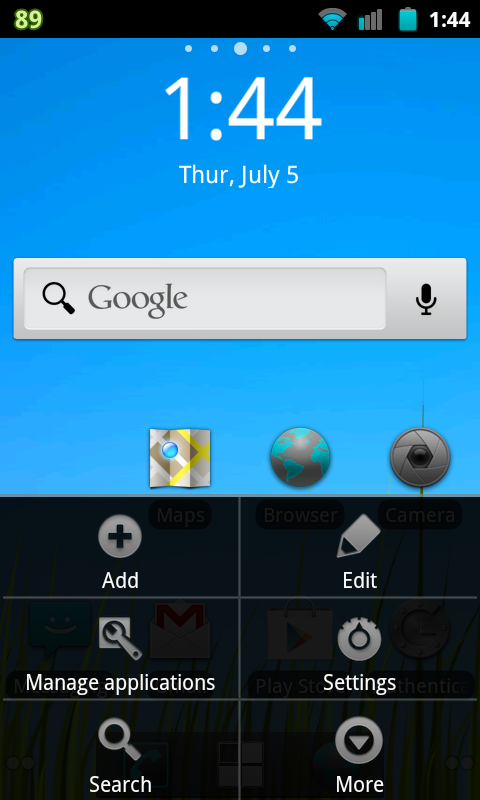 89
1:44
1:44
Thur, July 5
Google
Maps
Browser
Camera
Add
Edit
Manage applications
Settings
Play Sto
Search
More